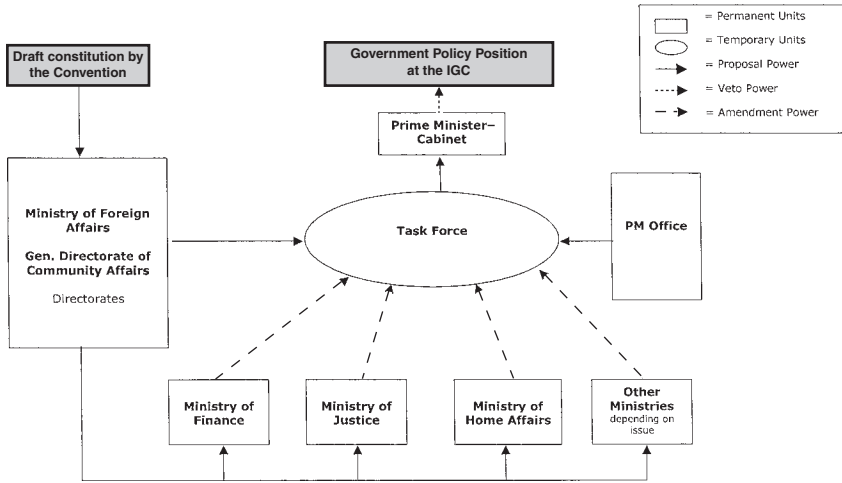 Draft constitution by
the Convention
Government Policy Position
at the IGC
= Permanent Units
= Temporary Units
= Proposal Power
= Veto Power
= Amendment Power
Prime Minister–
Cabinet
Ministry of Foreign
Affairs
Gen. Directorate of
Community Affairs
Directorates
Task Force
PM Office
Ministry of
Finance
Ministry of
Justice
Ministry of
Home Affairs
Other
Ministries
depending on
issue